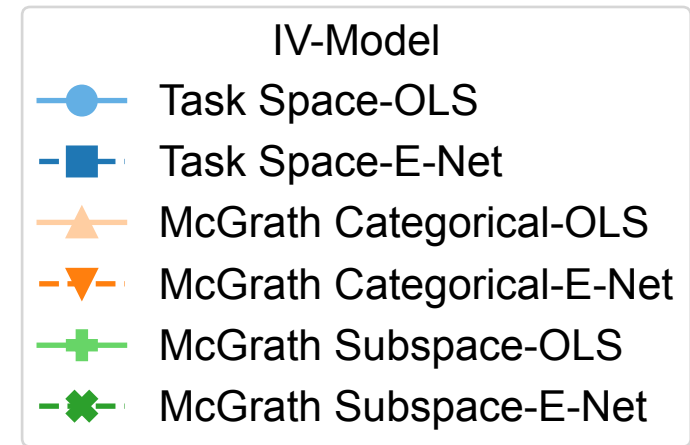 IV-Model
Task Space-OLS
Task Space-E-Net
McGrath Categorical-OLS
McGrath Categorical-E-Net
McGrath Subspace-OLS
McGrath Subspace-E-Net